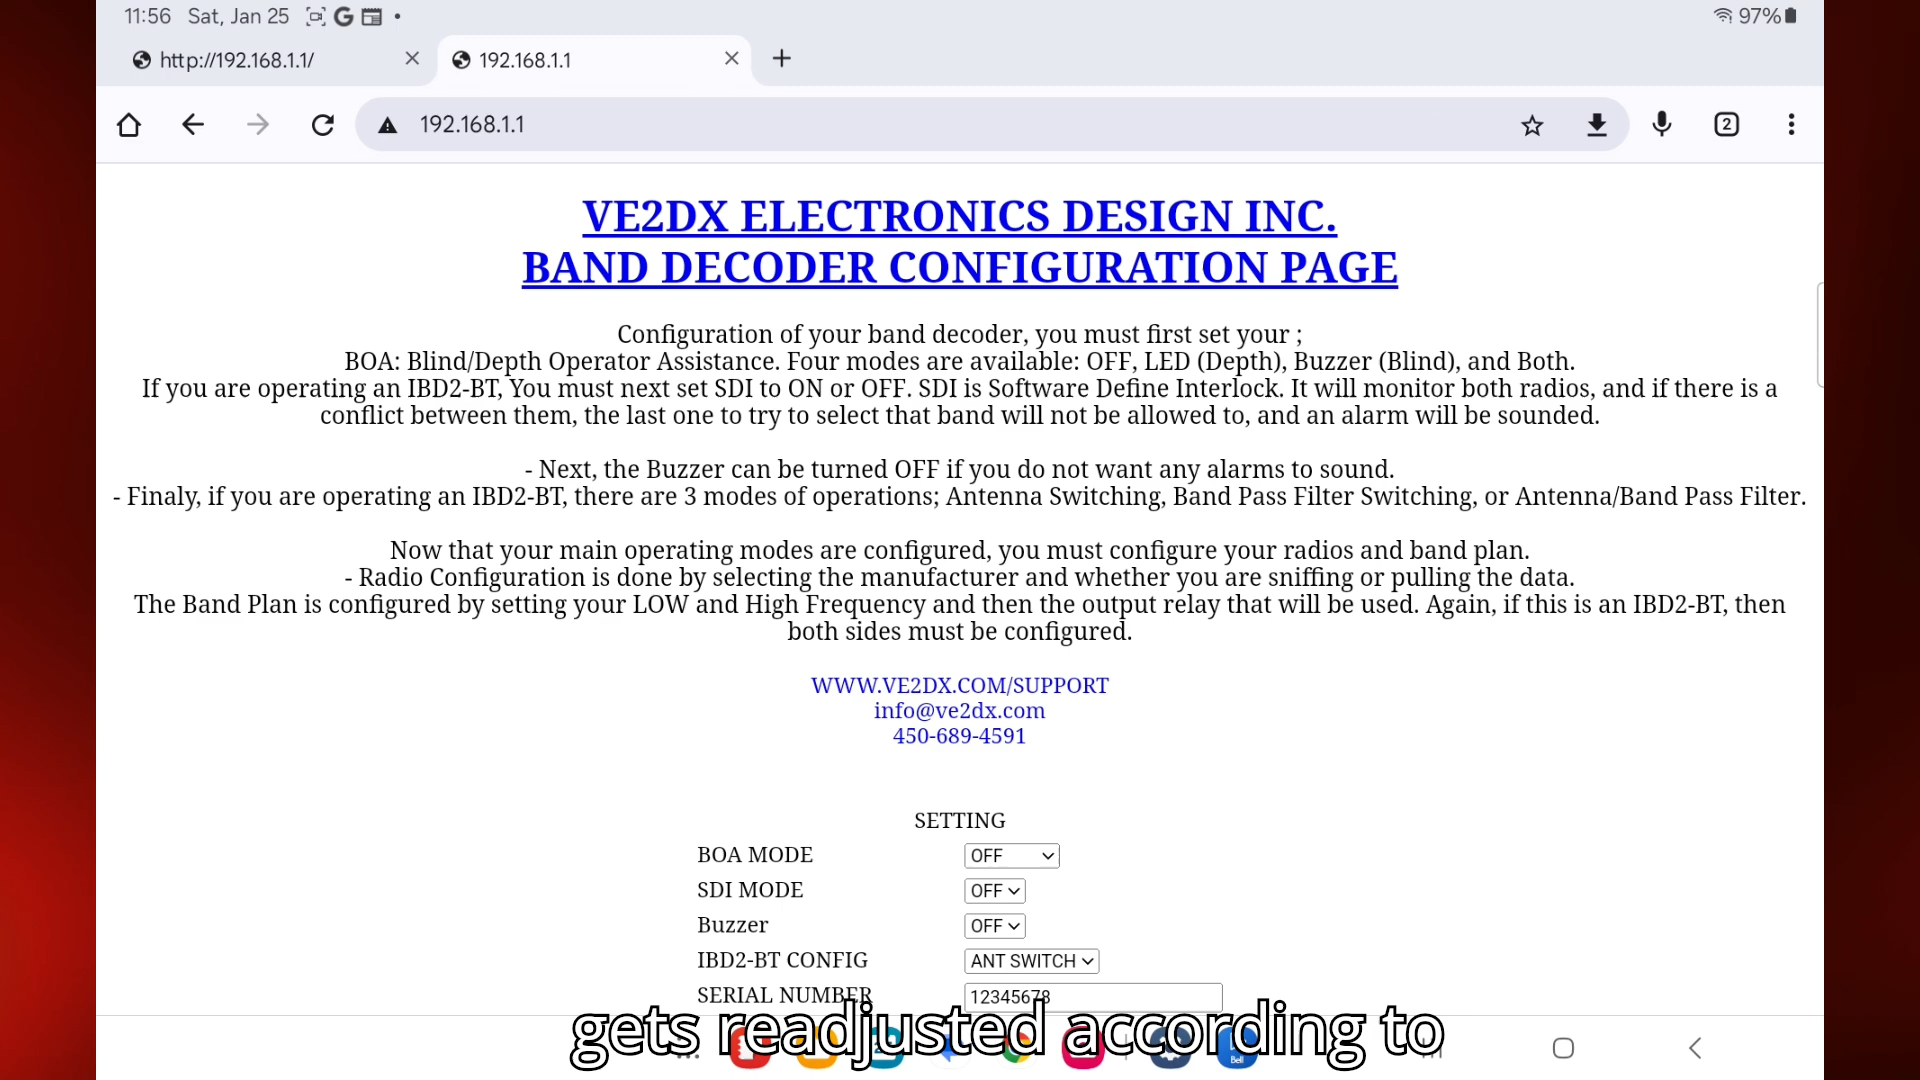 11:56 Sat, Jan 25 97%
http://192.168.1.1/ 192.168.1.1
192.168.1.1 2
VE2DX ELECTRONICS DESIGN INC.
BAND DECODER CONFIGURATION PAGE
Configuration of your band decoder, you must first set your ;
BOA: Blind/Depth Operator Assistance. Four modes are available: OFF, LED (Depth), Buzzer (Blind), and Both.
If you are operating an IBD2-BT, You must next set SDI to ON or OFF. SDI is Software Define Interlock. It will monitor both radios, and if there is a
conflict between them, the last one to try to select that band will not be allowed to, and an alarm will be sounded.
- Next, the Buzzer can be turned OFF if you do not want any alarms to sound.
- Finaly, if you are operating an IBD2-BT, there are 3 modes of operations; Antenna Switching, Band Pass Filter Switching, or Antenna/Band Pass Filter.
Now that your main operating modes are configured, you must configure your radios and band plan.
- Radio Configuration is done by selecting the manufacturer and whether you are sniffing or pulling the data.
The Band Plan is configured by setting your LOW and High Frequency and then the output relay that will be used. Again, if this is an IBD2-BT, then
both sides must be configured.
WWW.VE2DX.COM/SUPPORT
info@ve2dx.com
450-689-4591
SETTING
BOA MODE OFF
SDI MODE OFF
Buzzer OFF
IBD2-BT CONFIG ANT SWITCH
SERIAL NUMBER 12345678
gets readjusted according to
Bell